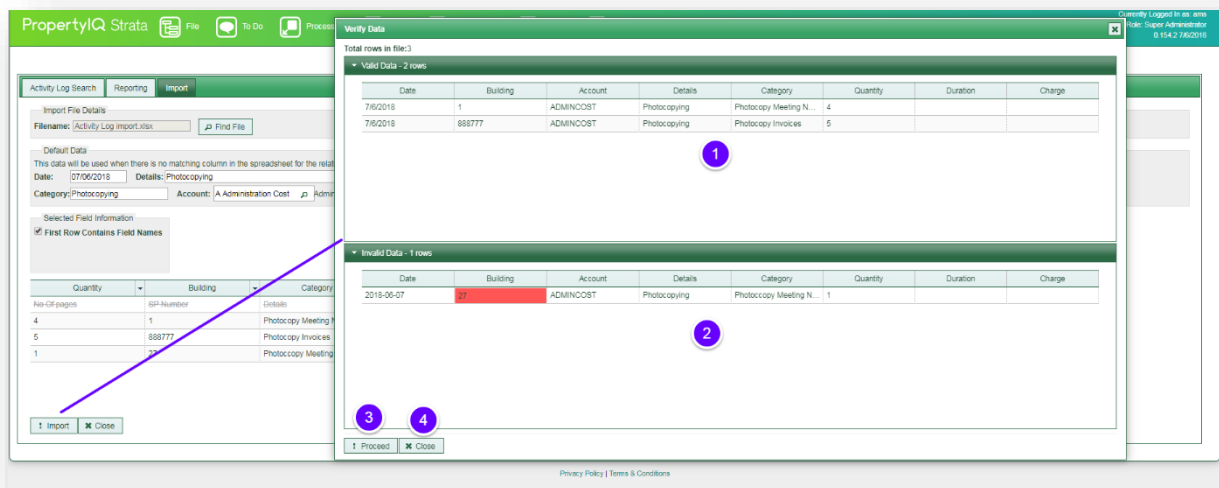 PropertyIQ Strata File To Do Process
Currently Logged In as: amo
Role: Super Administrator
0.154.2 7/6/2018
Activity Log Search Reporting Import
Import File Details
Filename: Activity Log import.xlsx Find File
Default Data
This data will be used when there is no matching column in the spreadsheet for the relat
Date: 07/06/2018 Details: Photocopying
Category: Photocopying Account: A Administration Cost Admin
Selected Field Information
First Row Contains Field Names
Quantity Building Category
No Of pages SP Number Details
4 1 Photocopy Meeting N
5 888777 Photocopy Invoices
1 27 Photoccopy Meeting
! Import Close
Verify Data
Total rows in file:3
Valid Data - 2 rows
Date Building Account Details Category Quantity Duration Charge
7/6/2018 1 ADMINCOST Photocopying Photocopy Meeting N... 4
7/6/2018 888777 ADMINCOST Photocopying Photocopy Invoices 5
1
Invalid Data - 1 rows
Date Building Account Details Category Quantity Duration Charge
2018-06-07 27 ADMINCOST Photocopying Photoccopy Meeting N... 1
2
3 4
! Proceed Close
Privacy Policy | Terms & Conditions